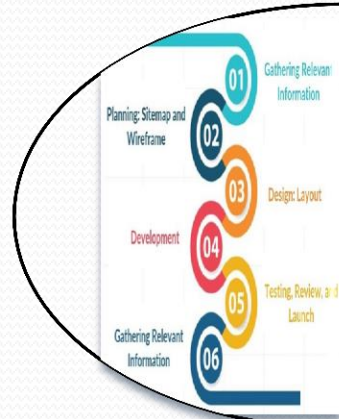 01
Gathering Relevant
Information
Planning: Sitemap and
Wireframe
02
03
Design: Layout
Development
04
05
Testing, Review, and
Launch
Gathering Relevant
Information
06